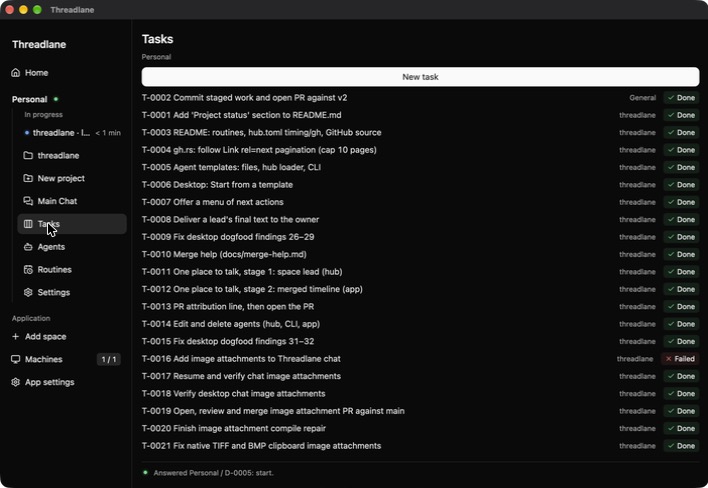 Threadlane
Threadlane
Home
Personal
In progress
threadlane - l... < 1 min
threadlane
New project
Main Chat
Tasks
Agents
Routines
Settings
Application
Add space
Machines 1 / 1
App settings
Tasks
Personal
New task
T-0002 Commit staged work and open PR against v2 General Done
T-0001 Add 'Project status' section to README.md threadlane Done
T-0003 README: routines, hub.toml timing/gh, GitHub source threadlane Done
T-0004 gh.rs: follow Link rel=next pagination (cap 10 pages) threadlane Done
T-0005 Agent templates: files, hub loader, CLI threadlane Done
T-0006 Desktop: Start from a template threadlane Done
T-0007 Offer a menu of next actions threadlane Done
T-0008 Deliver a lead's final text to the owner threadlane Done
T-0009 Fix desktop dogfood findings 26–29 threadlane Done
T-0010 Merge help (docs/merge-help.md) threadlane Done
T-0011 One place to talk, stage 1: space lead (hub) threadlane Done
T-0012 One place to talk, stage 2: merged timeline (app) threadlane Done
T-0013 PR attribution line, then open the PR threadlane Done
T-0014 Edit and delete agents (hub, CLI, app) threadlane Done
T-0015 Fix desktop dogfood findings 31–32 threadlane Done
T-0016 Add image attachments to Threadlane chat threadlane Failed
T-0017 Resume and verify chat image attachments threadlane Done
T-0018 Verify desktop chat image attachments threadlane Done
T-0019 Open, review and merge image attachment PR against main threadlane Done
T-0020 Finish image attachment compile repair threadlane Done
T-0021 Fix native TIFF and BMP clipboard image attachments threadlane Done
Answered Personal / D-0005: start.